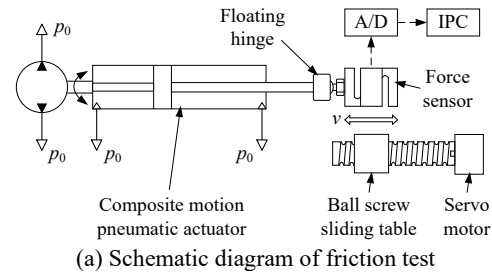 Floating
hinge
A/D
IPC
p0
Force
sensor
v
p0
p0
p0
Composite motion
pneumatic actuator
Ball screw
sliding table
Servo
motor
(a) Schematic diagram of friction test